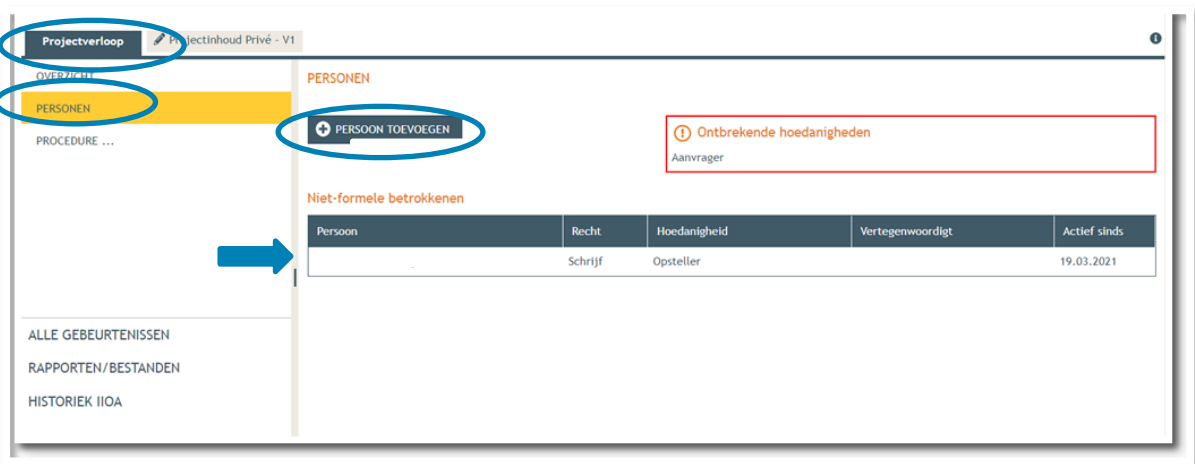 Projectverloop Projectinhoud Privé - V1
OVERZICHT
PERSONEN
PROCEDURE ...
ALLE GEBEURTENISSEN
RAPPORTEN/BESTANDEN
HISTORIEK IIOA
PERSONEN
PERSOON TOEVOEGEN
Ontbrekende hoedanigheden
Aanvrager
Niet-formele betrokkenen
Persoon Recht Hoedanigheid Vertegenwoordigt Actief sinds
Schrijf Opsteller 19.03.2021